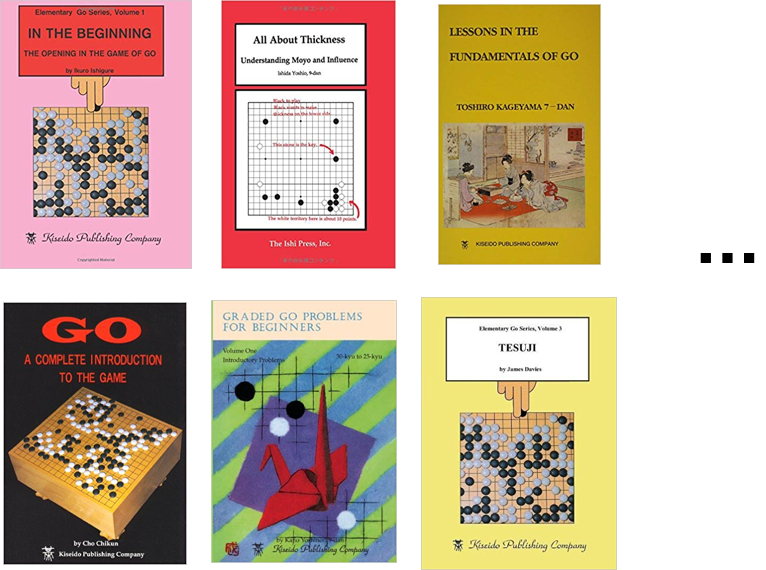 Elementary Go Series, Volume 1
IN THE BEGINNING
THE OPENING IN THE GAME OF GO
by Ikuro Ishigure
Kiseido Publishing Company
Copyrighted Material
All About Thickness
Understanding Moyo and Influence
Ishida Yoshio, 9-dan
Black to play.
Black wants to make
thickness on the lower side.
This stone is the key.
The white territory here is about 10 points.
The Ishi Press, Inc.
LESSONS IN THE
FUNDAMENTALS OF GO
TOSHIRO KAGEYAMA 7-DAN
KISEIDO PUBLISHING COMPANY
GO
A COMPLETE INTRODUCTION
TO THE GAME
by Cho Chikun
Kiseido Publishing Company
GRADED GO PROBLEMS
FOR BEGINNERS
Volume One
Introductory Problems
30-kyu to 25-kyu
by Kano Yoshinori
Kiseido Publishing Company
Elementary Go Series, Volume 3
TESUJI
by James Davies
Kiseido Publishing Company